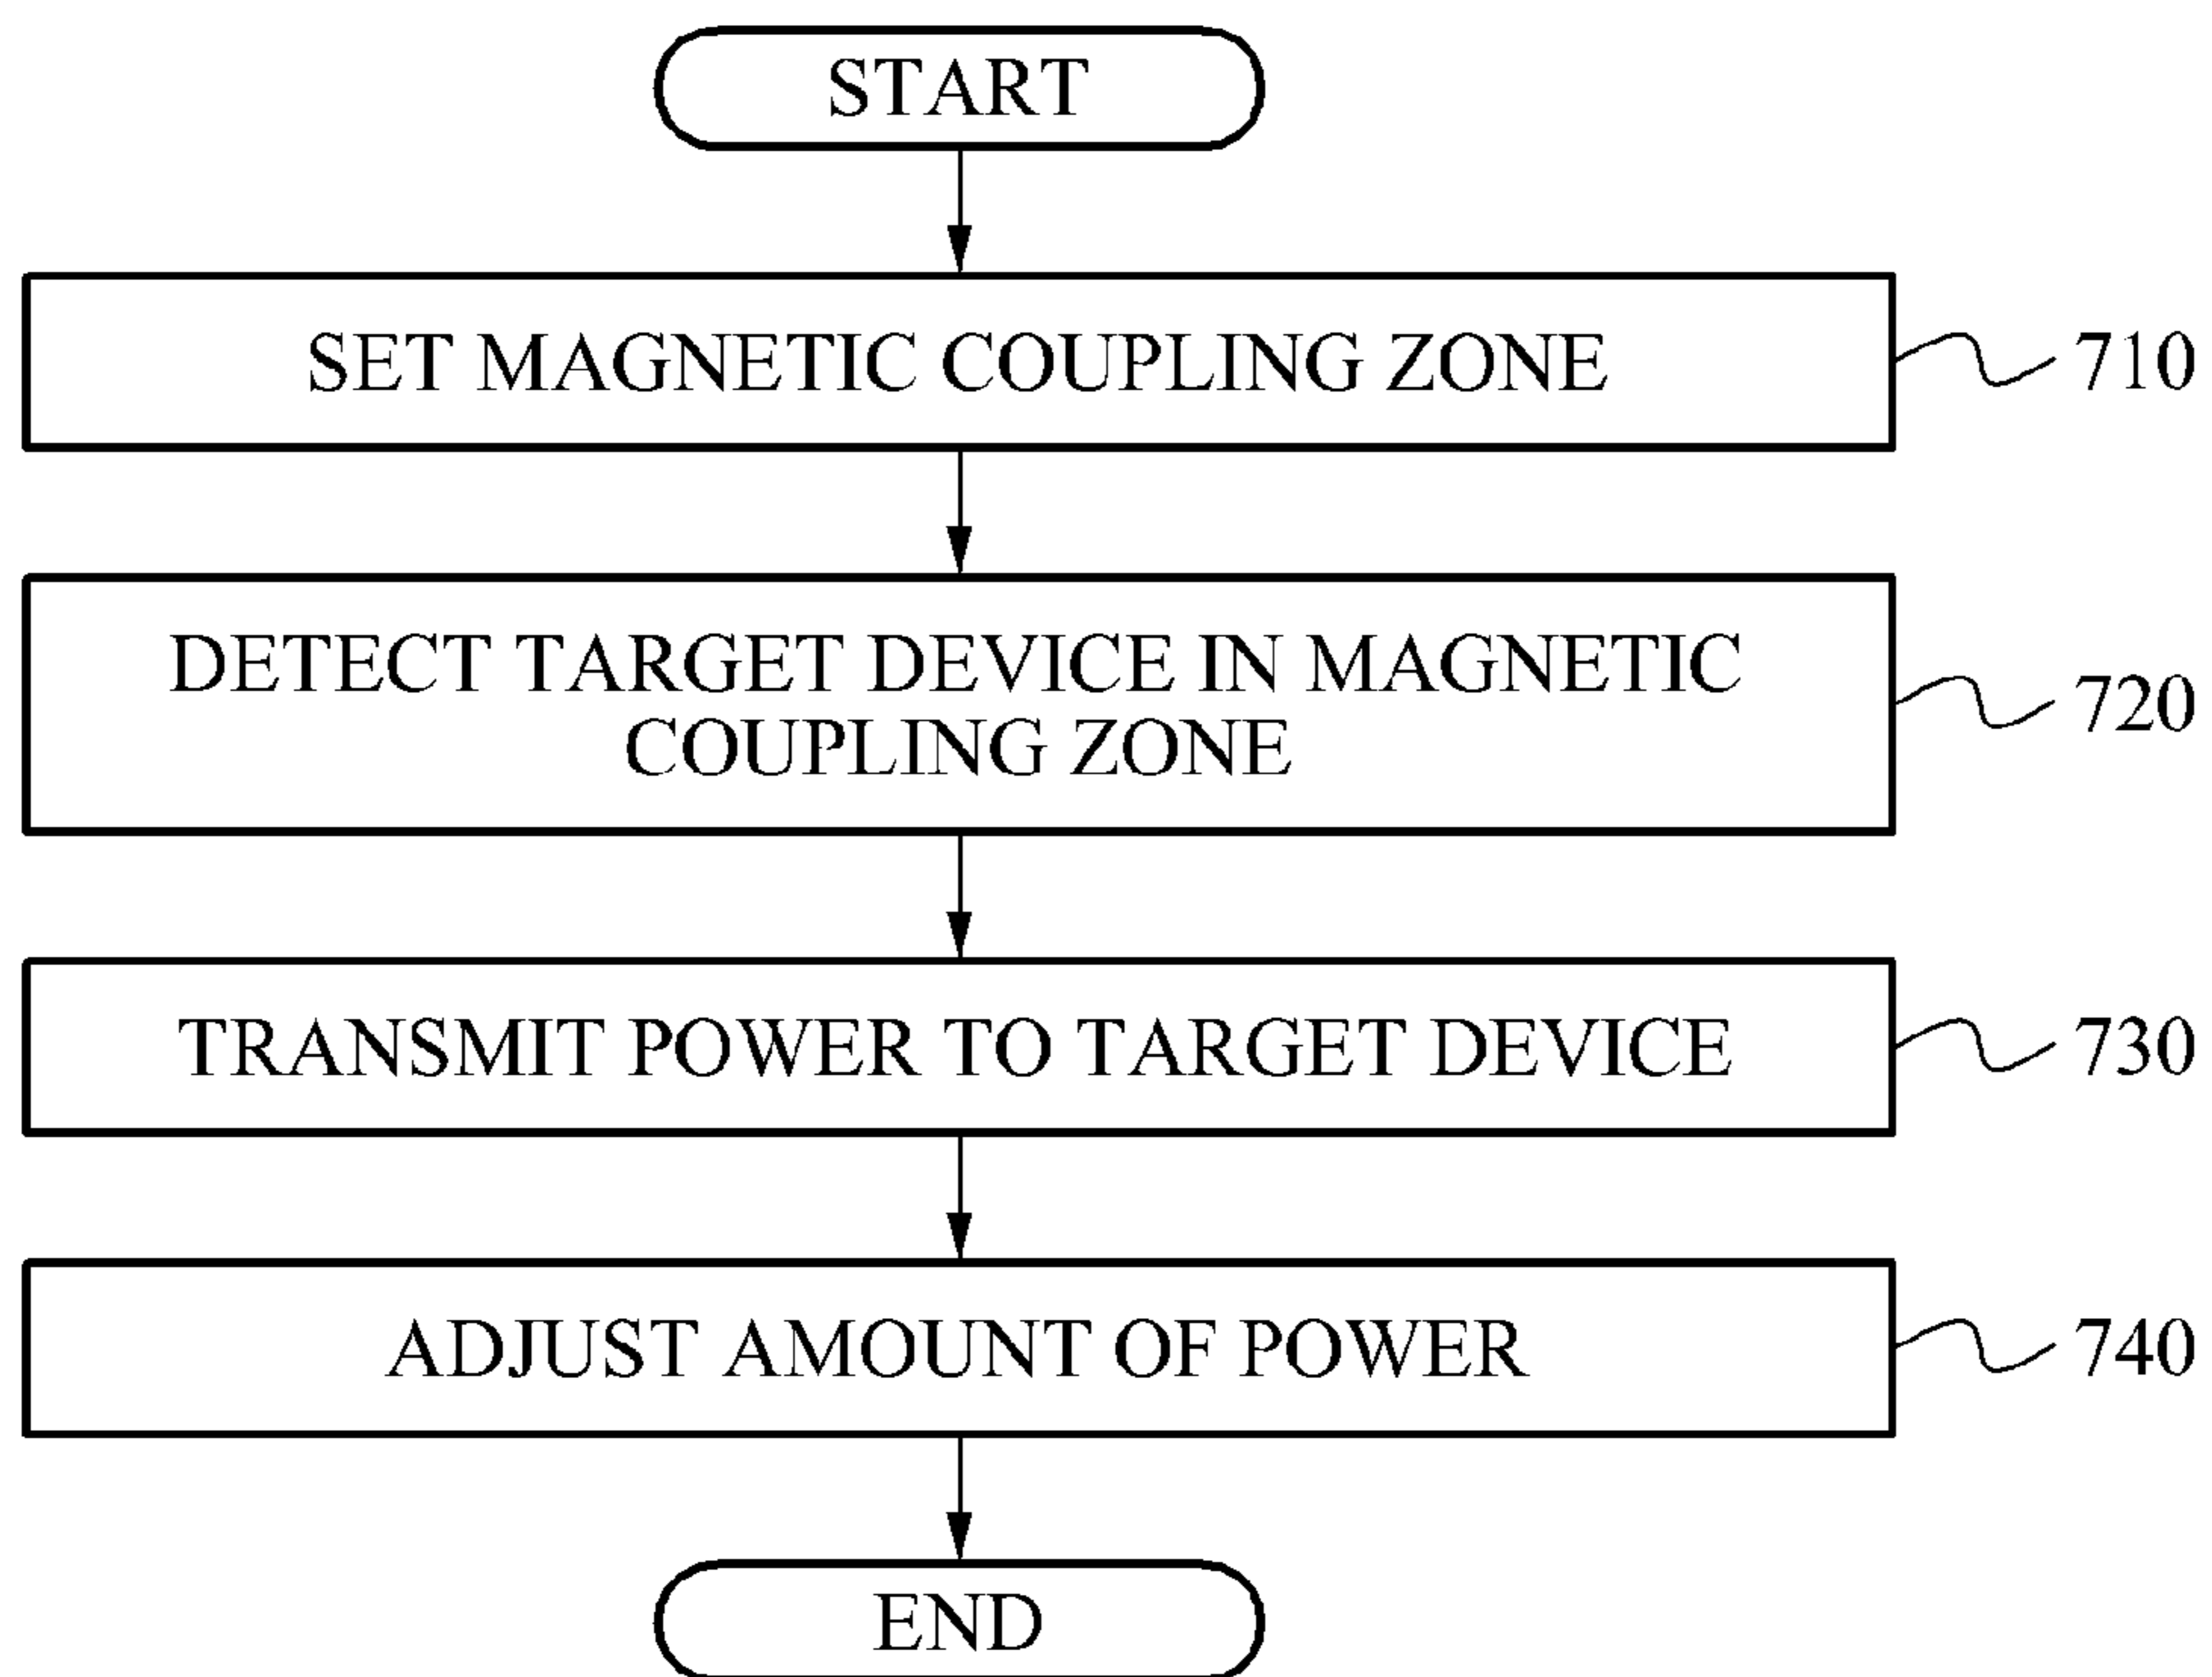 START
SET MAGNETIC COUPLING ZONE
710
DETECT TARGET DEVICE IN MAGNETIC
COUPLING ZONE
720
TRANSMIT POWER TO TARGET DEVICE
730
ADJUST AMOUNT OF POWER
740
END